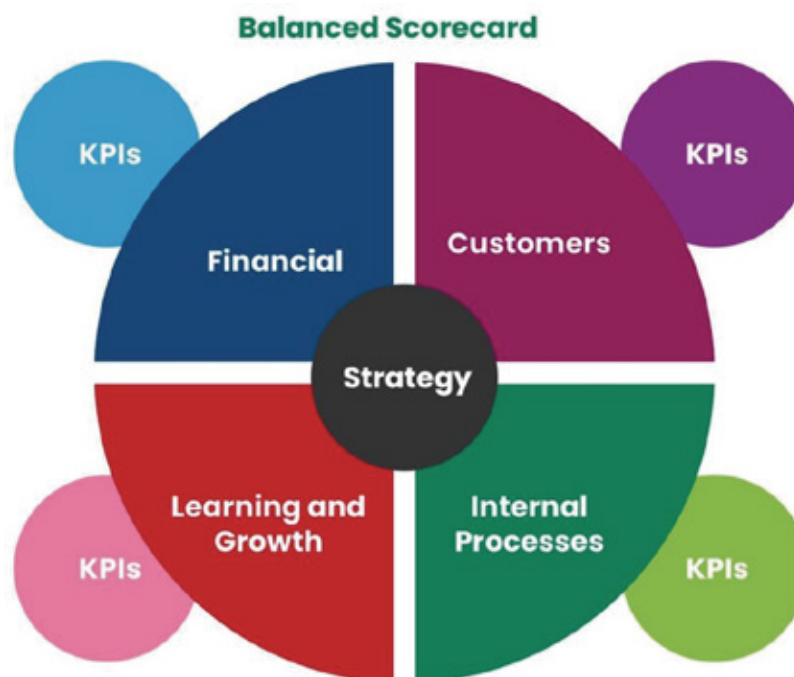 Balanced Scorecard
KPIs
KPIs
Financial
Customers
Strategy
Learning and
Growth
Internal
Processes
KPIs
KPIs